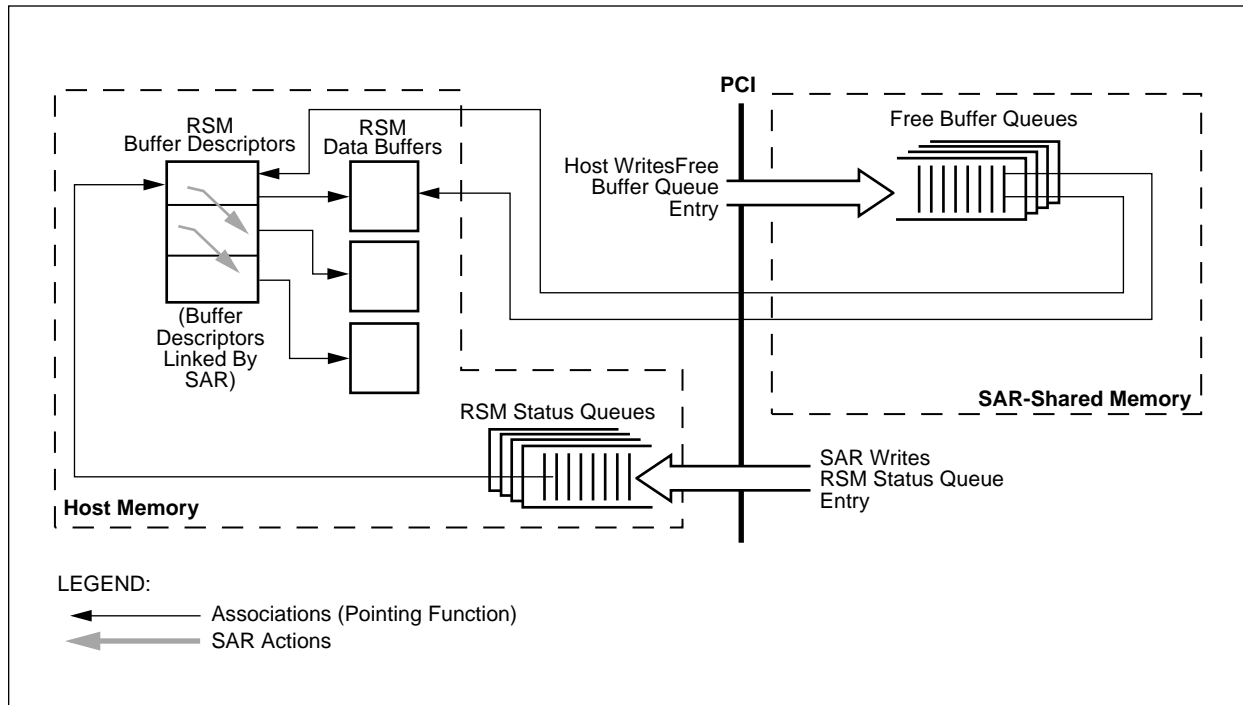 PCI
RSM
Buffer Descriptors
RSM
Data Buffers
Free Buffer Queues
Host WritesFree
Buffer Queue
Entry
(Buffer
Descriptors
Linked By
SAR)
SAR-Shared Memory
RSM Status Queues
SAR Writes
RSM Status Queue
Entry
Host Memory
LEGEND:
Associations (Pointing Function)
SAR Actions